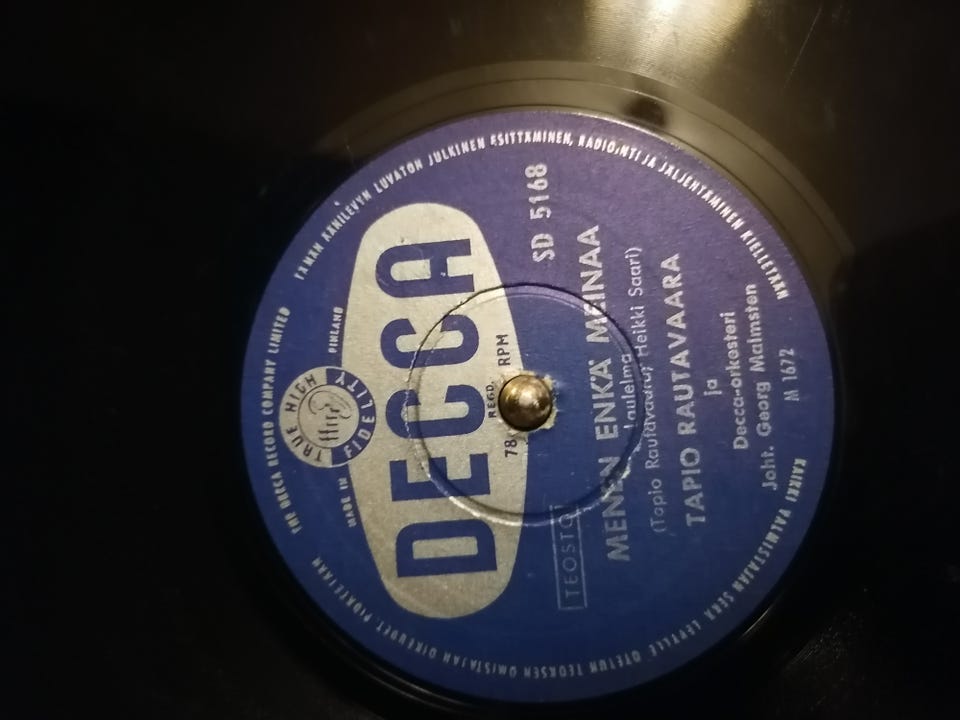 THE DECCA RECORD COMPANY LIMITED
TÄMÄN ÄÄNILEVYN LUVATON JULKINEN ESITTÄMINEN, RADIOINTI JA JÄLJENTÄMINEN KIELLETÄÄN
KAIKKI VALMISTAJAN SEKÄ LEVYLLE OTETUN TEOKSEN OMISTAJAN OIKEUDET PIDÄTETÄÄN
TRUE HIGH FIDELITY
MADE IN FINLAND
DECCA
REGD.
78 RPM
TEOSTO
SD 5168
MENEN ENKÄ MEINAA
Laulelma
(Tapio Rautavaara; Heikki Saari)
TAPIO RAUTAVAARA
ja
Decca-orkesteri
Joht. Georg Malmstén
M 1672